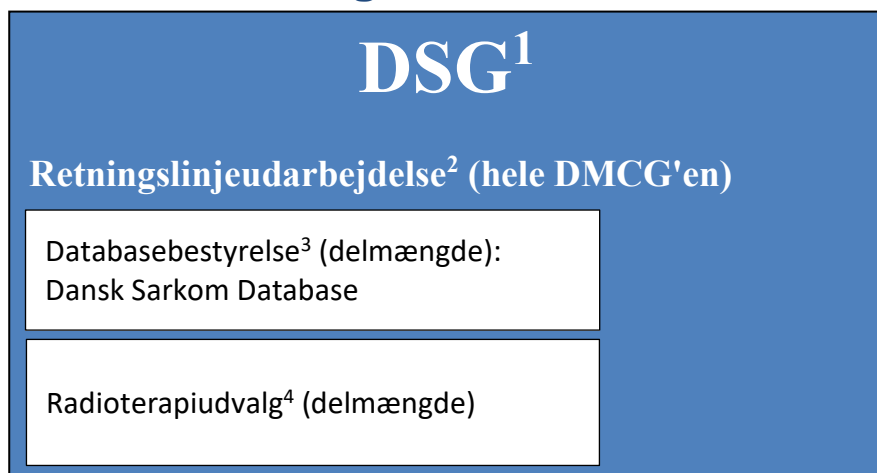 DSG¹
Retningslinjeudarbejdelse² (hele DMCG'en)
Databasebestyrelse³ (delmængde):
Dansk Sarkom Database
Radioterapiudvalg⁴ (delmængde)